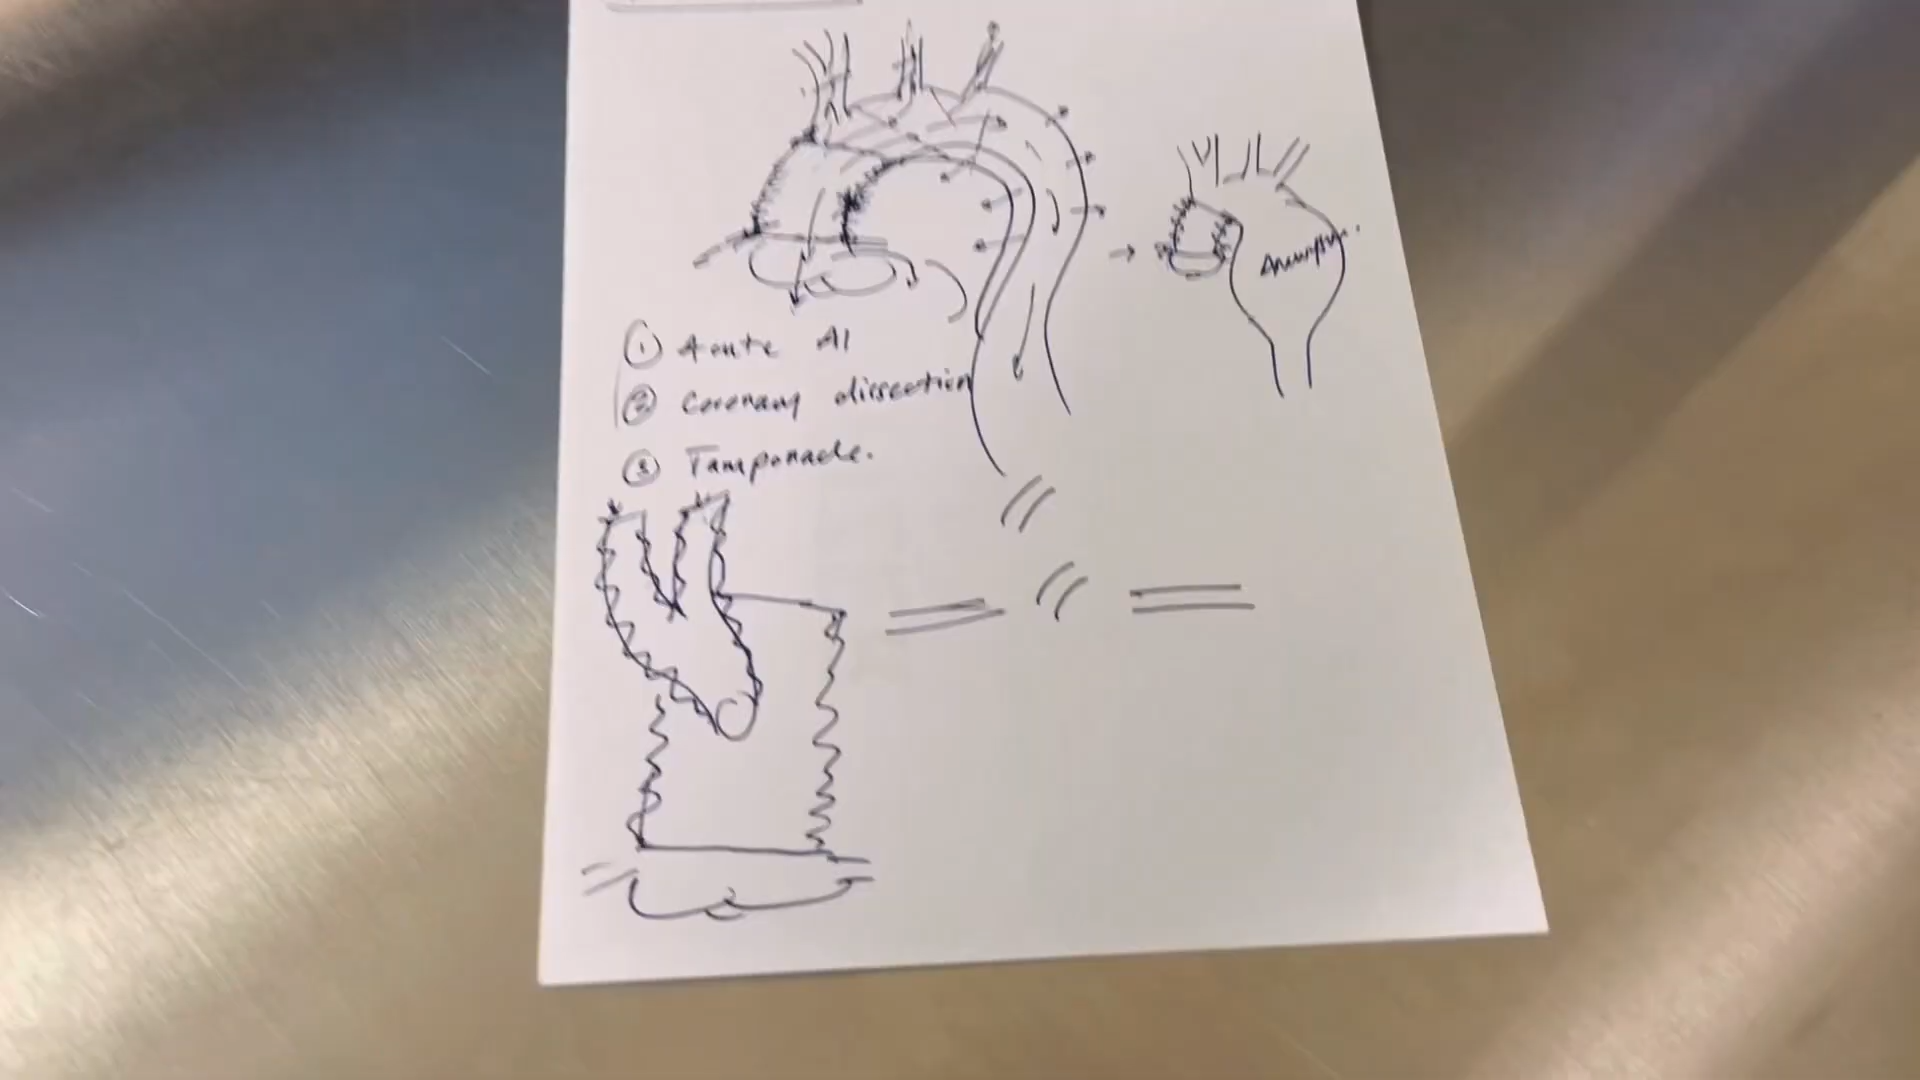 Aneurysm.
① Acute AI
② Coronary dissection
③ Tamponade.